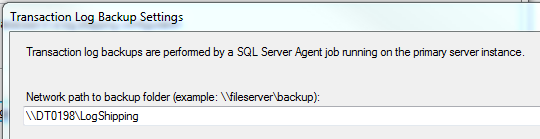 Transaction Log Backup Settings
Transaction log backups are performed by a SQL Server Agent job running on the primary server instance.
Network path to backup folder (example: \\fileserver\backup):
\\DT0198\LogShipping